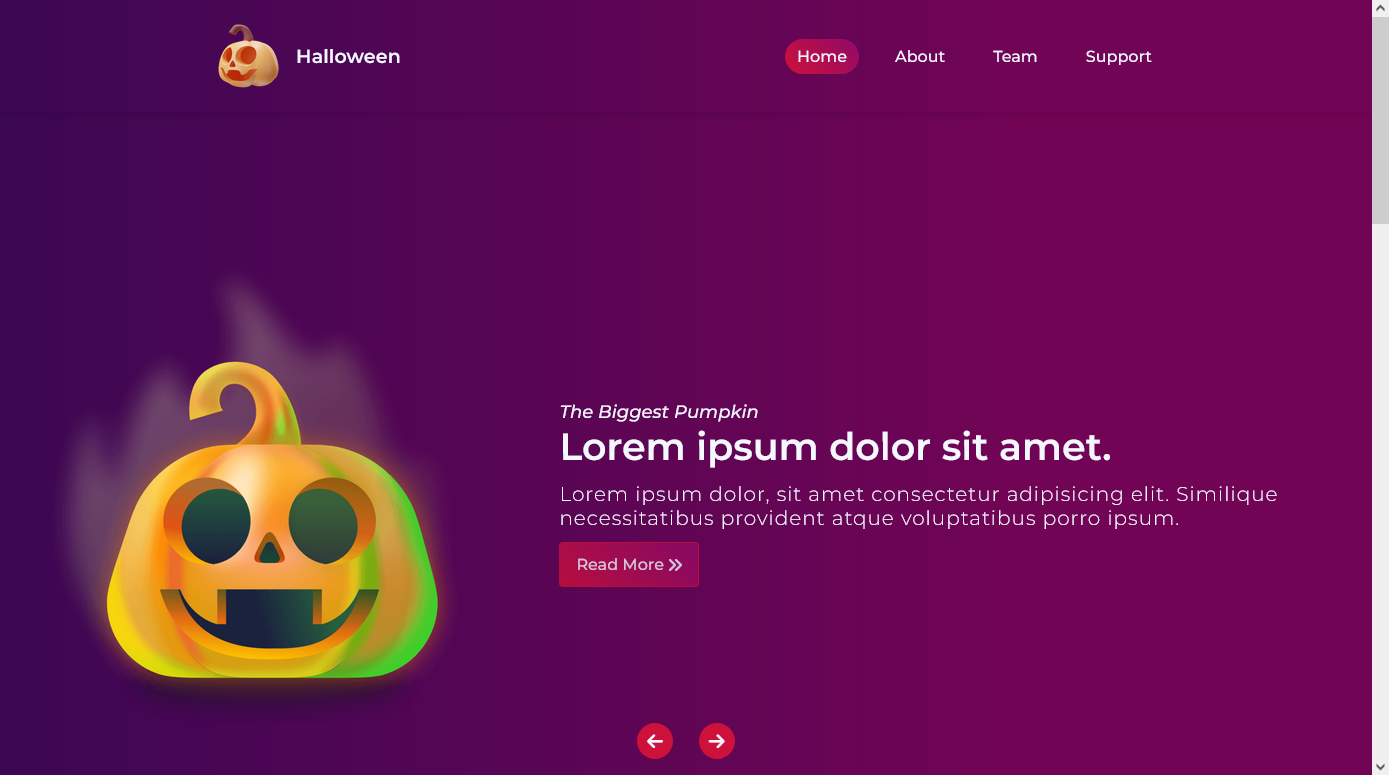 Halloween
Home
About
Team
Support
The Biggest Pumpkin
Lorem ipsum dolor sit amet.
Lorem ipsum dolor, sit amet consectetur adipisicing elit. Similique
necessitatibus provident atque voluptatibus porro ipsum.
Read More